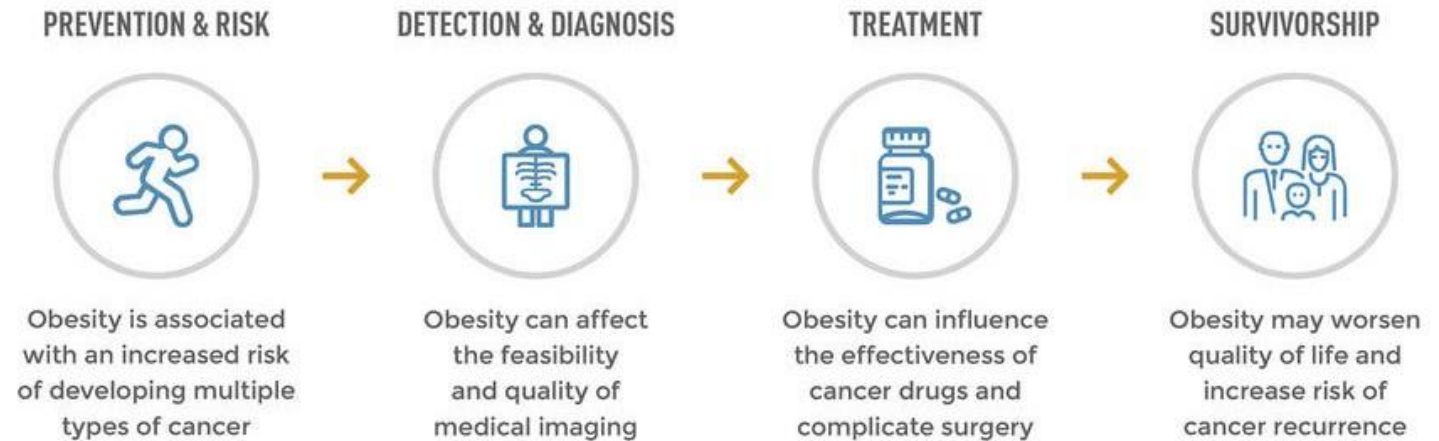 PREVENTION & RISK
Obesity is associated
with an increased risk
of developing multiple
types of cancer
DETECTION & DIAGNOSIS
Obesity can affect
the feasibility
and quality of
medical imaging
TREATMENT
Obesity can influence
the effectiveness of
cancer drugs and
complicate surgery
SURVIVORSHIP
Obesity may worsen
quality of life and
increase risk of
cancer recurrence